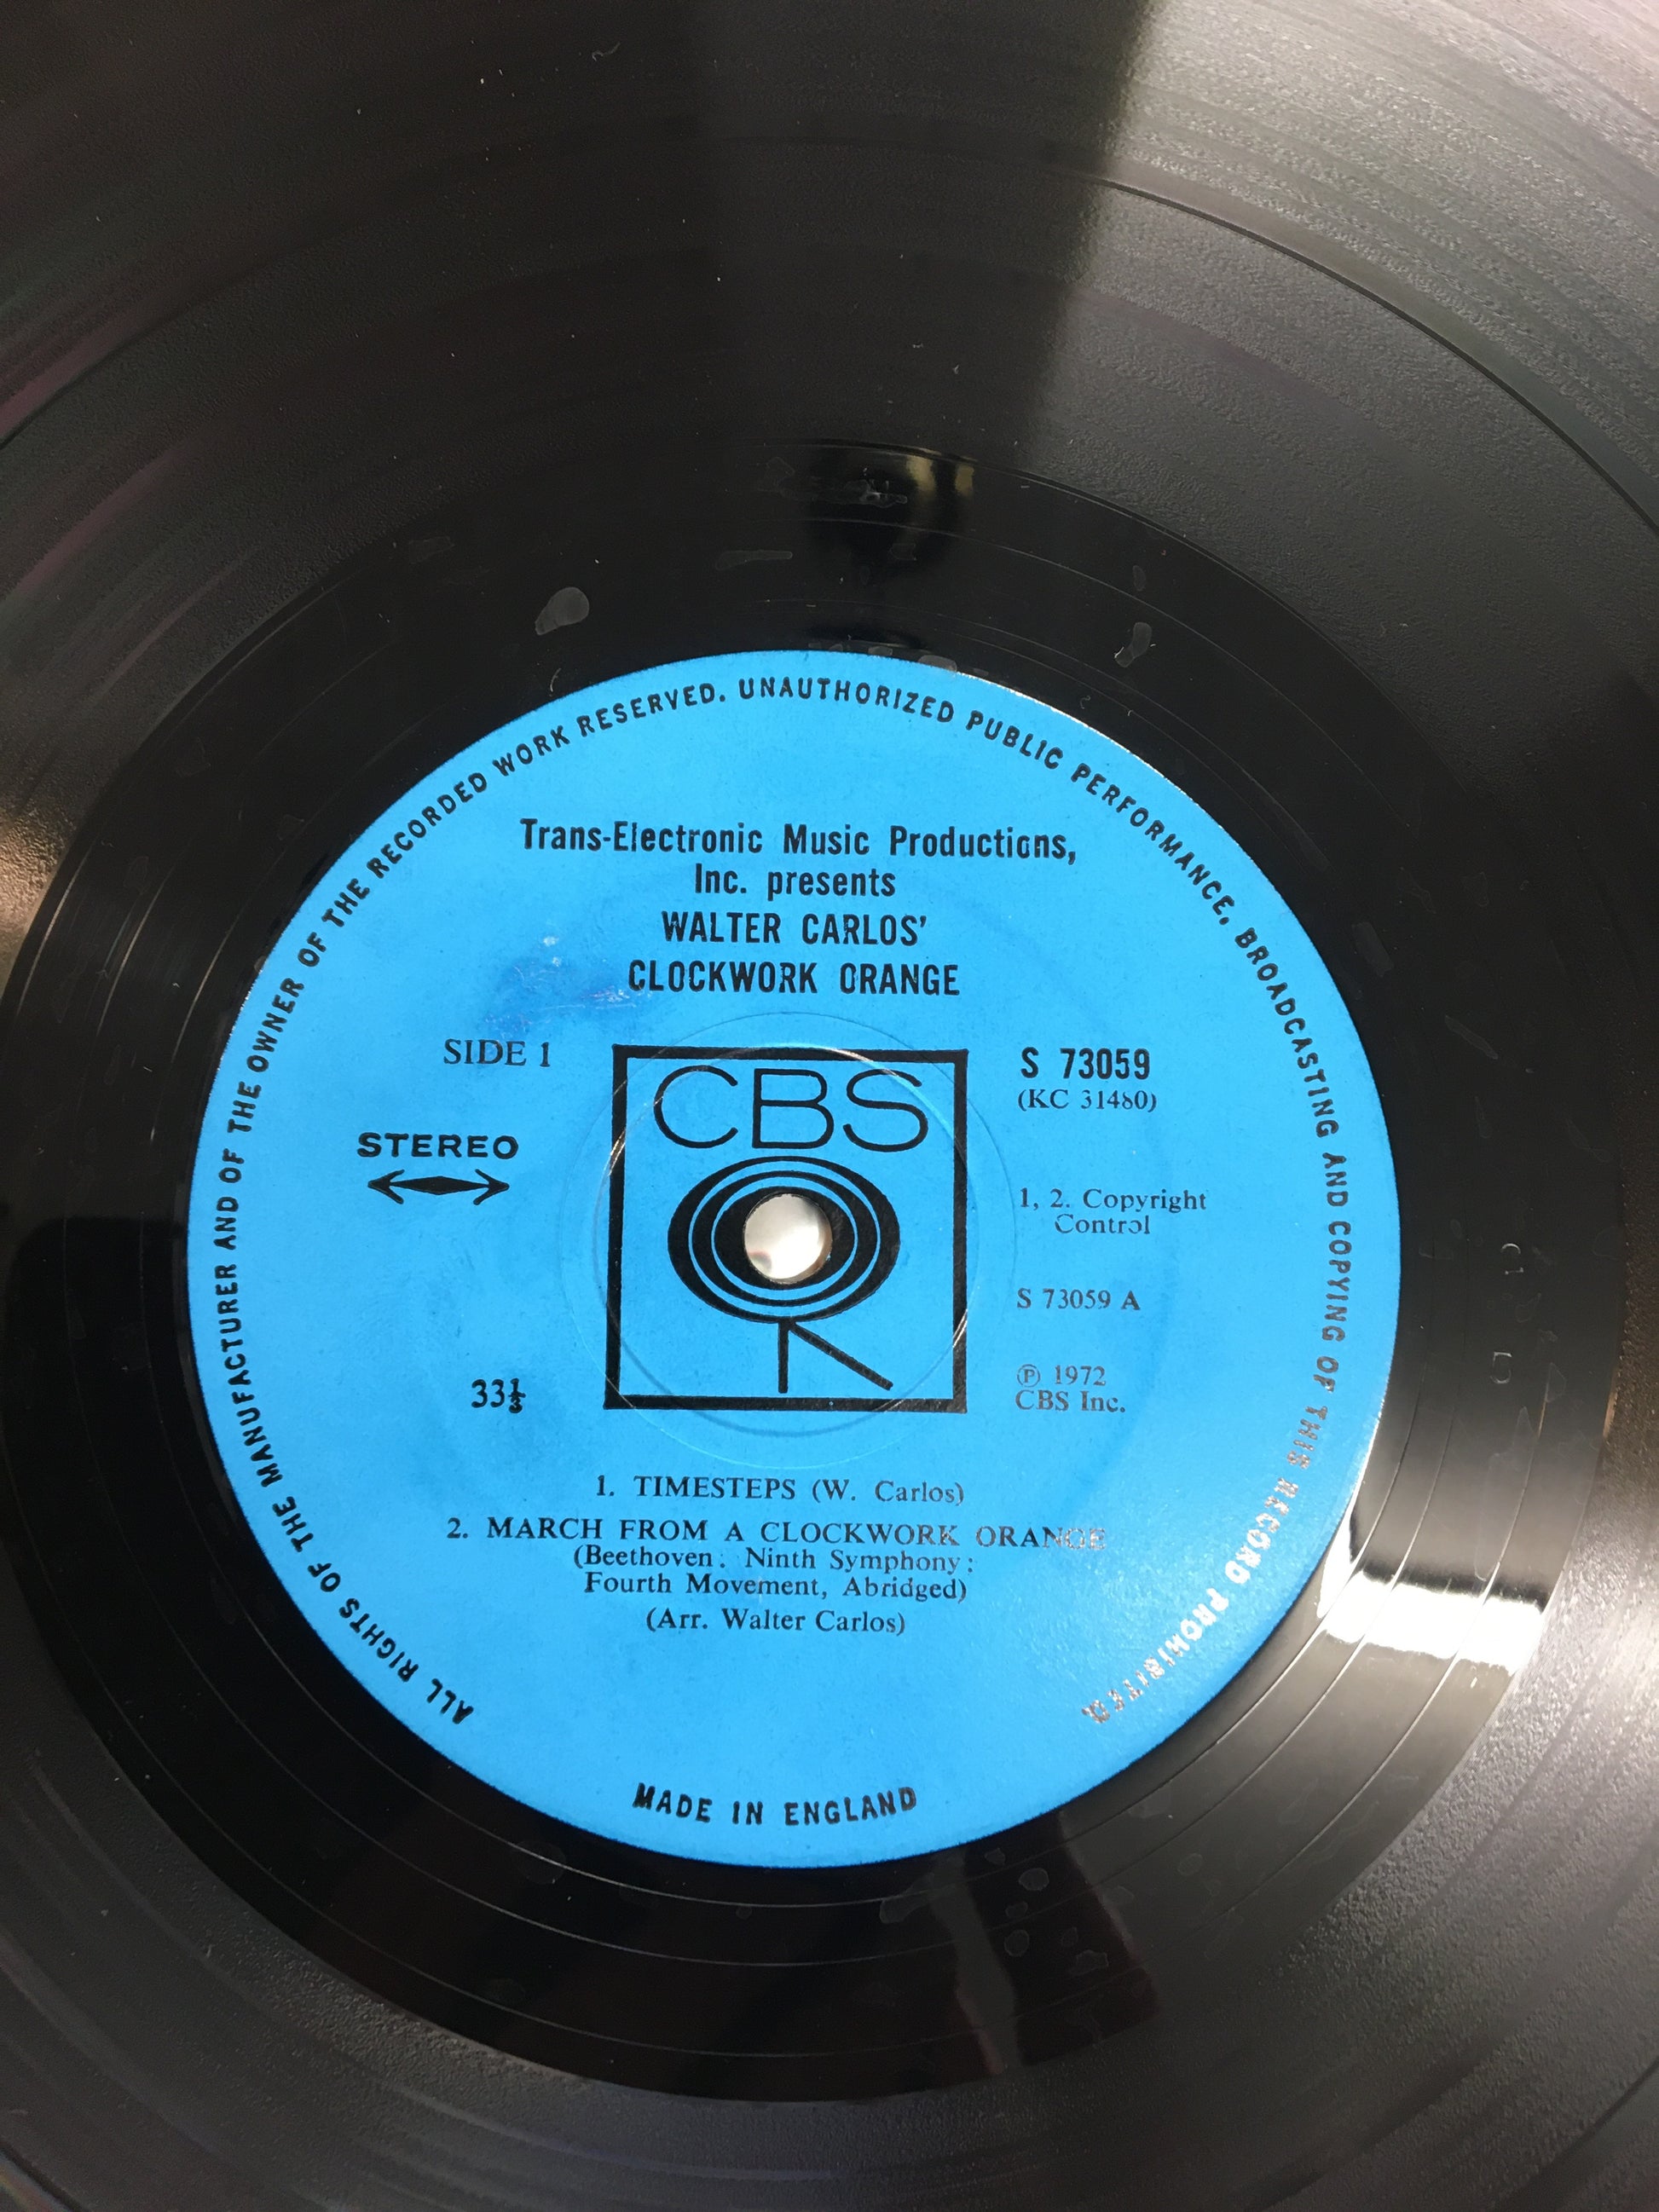 ALL RIGHTS OF THE MANUFACTURER AND OF THE OWNER OF THE RECORDED WORK RESERVED. UNAUTHORIZED PUBLIC PERFORMANCE, BROADCASTING AND COPYING OF THIS RECORD PROHIBITED.
Trans-Electronic Music Productions,
Inc. presents
WALTER CARLOS'
CLOCKWORK ORANGE
SIDE 1
STEREO
33⅓
CBS
S 73059
(KC 31480)
1, 2. Copyright
Control
S 73059 A
℗ 1972
CBS Inc.
1. TIMESTEPS (W. Carlos)
2. MARCH FROM A CLOCKWORK ORANGE
(Beethoven: Ninth Symphony:
Fourth Movement, Abridged)
(Arr. Walter Carlos)
MADE IN ENGLAND